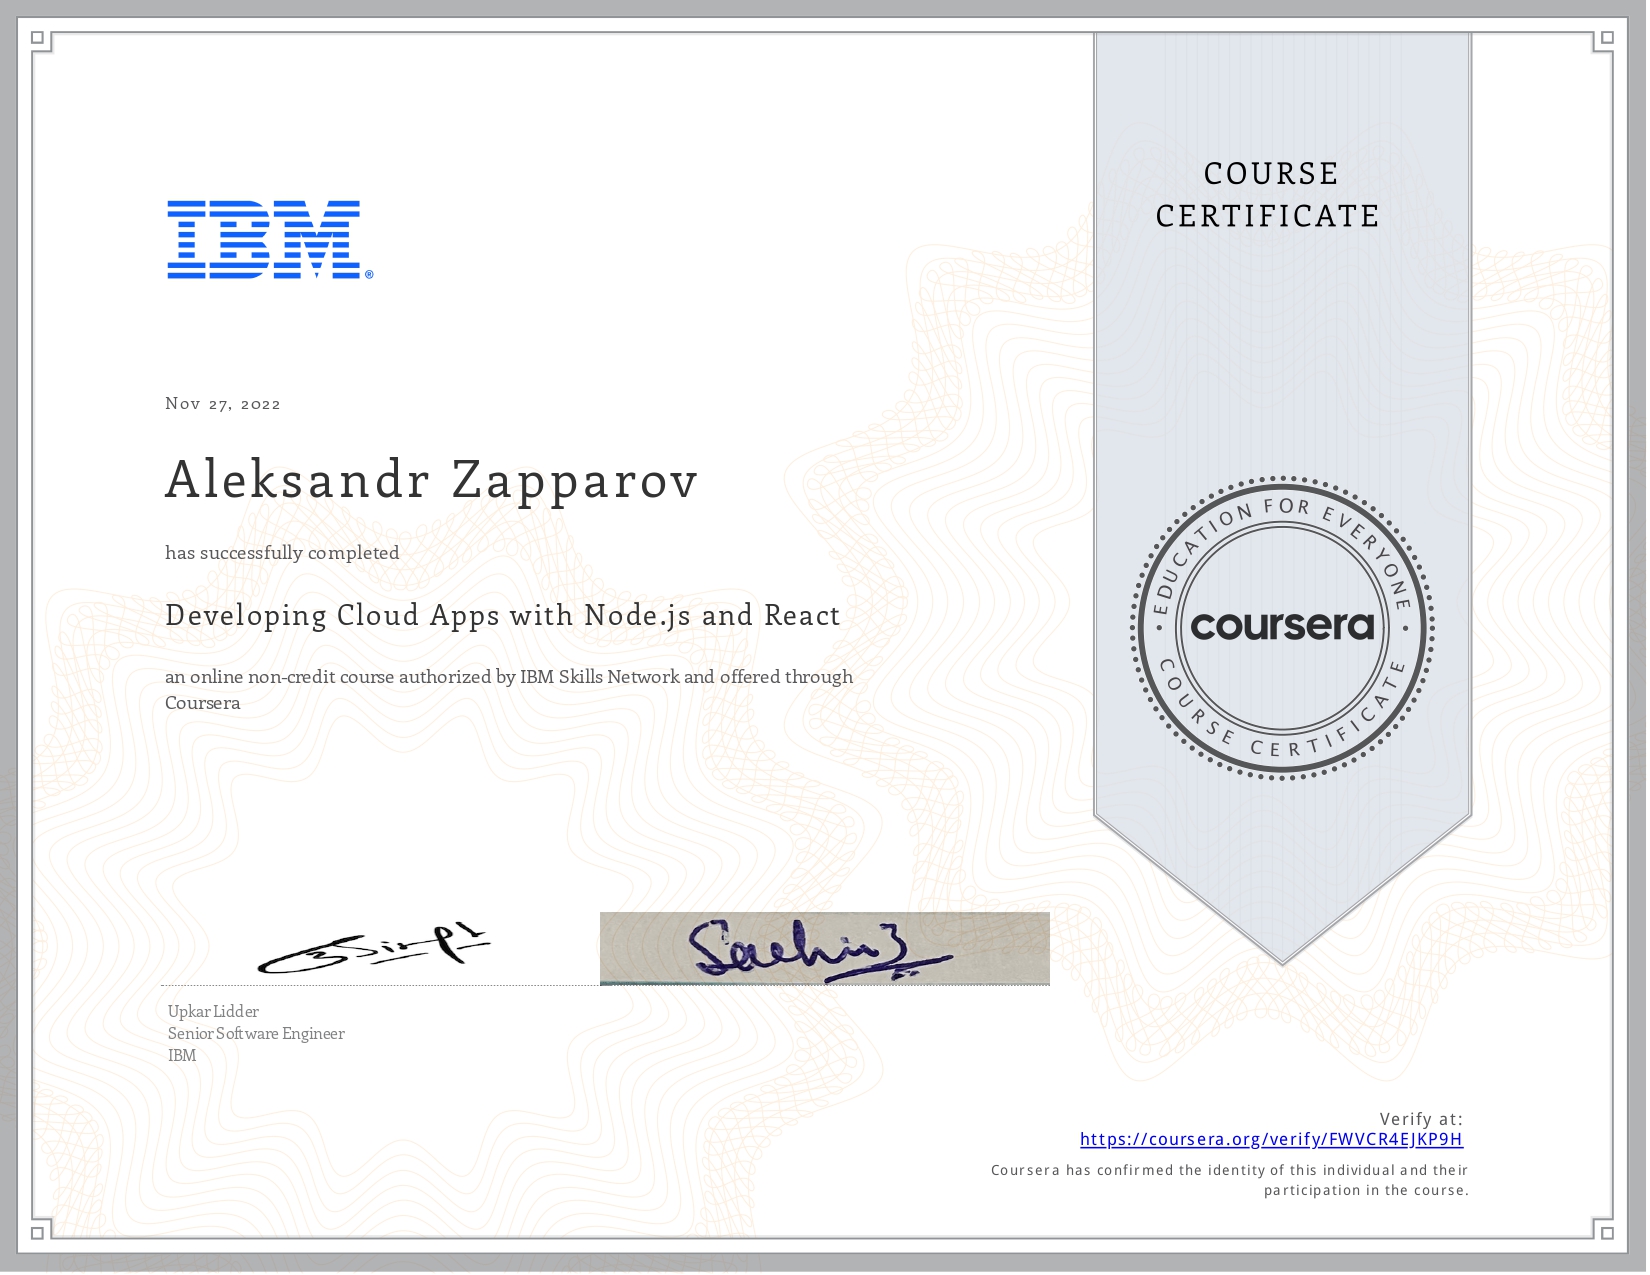 COURSE
CERTIFICATE
IBM®
Nov 27, 2022
Aleksandr Zapparov
has successfully completed
Developing Cloud Apps with Node.js and React
an online non-credit course authorized by IBM Skills Network and offered through
Coursera
EDUCATION FOR EVERYONE
coursera
COURSE CERTIFICATE
Upkar Lidder
Senior Software Engineer
IBM
Verify at:
https://coursera.org/verify/FWVCR4EJKP9H
Coursera has confirmed the identity of this individual and their
participation in the course.